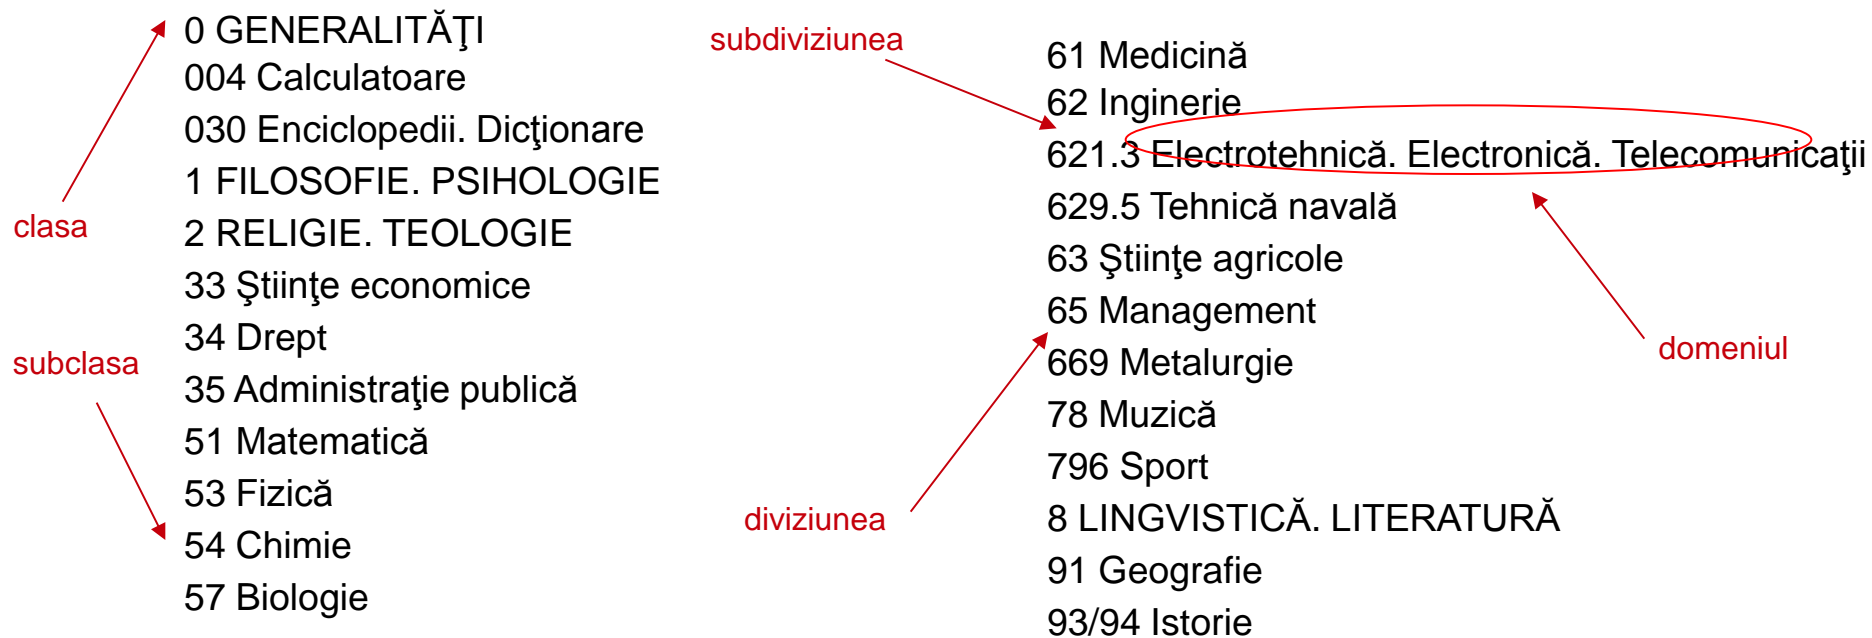 0 GENERALITĂŢI
004 Calculatoare
030 Enciclopedii. Dicţionare
1 FILOSOFIE. PSIHOLOGIE
clasa
2 RELIGIE. TEOLOGIE
33 Ştiinţe economice
34 Drept
subclasa
35 Administraţie publică
51 Matematică
53 Fizică
54 Chimie
57 Biologie
subdiviziunea
61 Medicină
62 Inginerie
621.3 Electrotehnică. Electronică. Telecomunicaţii
629.5 Tehnică navală
63 Ştiinţe agricole
65 Management
domeniul
669 Metalurgie
78 Muzică
796 Sport
diviziunea
8 LINGVISTICĂ. LITERATURĂ
91 Geografie
93/94 Istorie